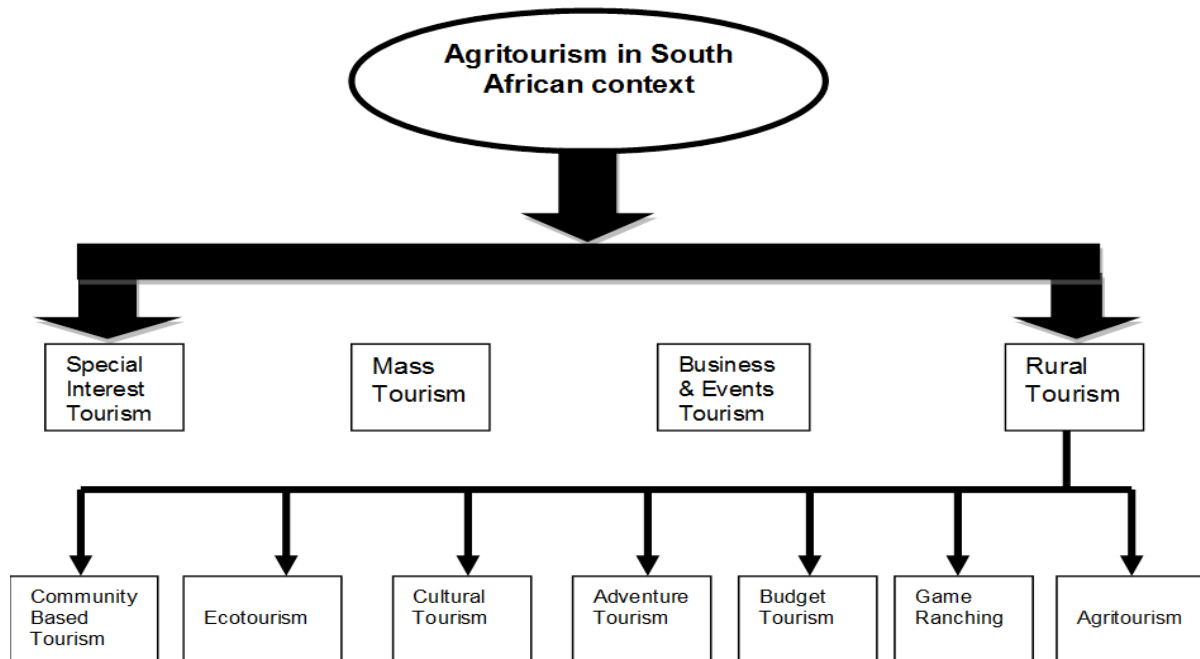 Agritourism in South
African context
Special
Interest
Tourism
Mass
Tourism
Business
& Events
Tourism
Rural
Tourism
Community
Based
Tourism
Ecotourism
Cultural
Tourism
Adventure
Tourism
Budget
Tourism
Game
Ranching
Agritourism